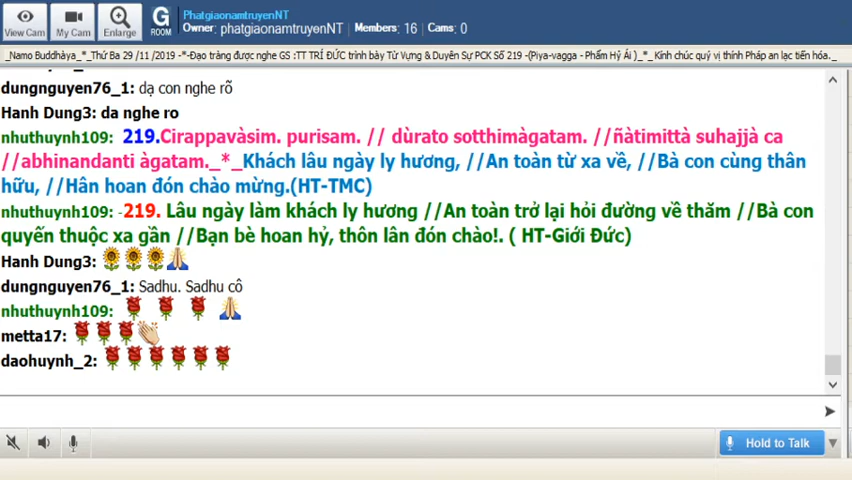 View Cam
My Cam
Enlarge
G
ROOM
PhatgiaonamtruyenNT
Owner: phatgiaonamtruyenNT Members: 16 Cams: 0
_Namo Buddhàya_*_Thứ Ba 29 /11 /2019 -*-Đạo tràng được nghe GS :TT TRÍ ĐỨC trình bày Từ Vựng & Duyên Sự PCK Số 219 -(Piya-vagga - Phẩm Hỷ Ái )_*_ Kính chúc quý vị thính Pháp an lạc tiến hóa._
dungnguyen76_1: dạ con nghe rõ
Hanh Dung3: da nghe ro
nhuthuynh109: 219.Cirappavàsim. purisam. // dùrato sotthimàgatam. //ñàtimittà suhajjà ca
//abhinandanti àgatam._*_Khách lâu ngày ly hương, //An toàn từ xa về, //Bà con cùng thân
hữu, //Hân hoan đón chào mừng.(HT-TMC)
nhuthuynh109: -219. Lâu ngày làm khách ly hương //An toàn trở lại hỏi đường về thăm //Bà con
quyến thuộc xa gần //Bạn bè hoan hỷ, thôn lân đón chào!. ( HT-Giới Đức)
Hanh Dung3:
dungnguyen76_1: Sadhu. Sadhu cô
nhuthuynh109:
metta17:
daohuynh_2:
Hold to Talk